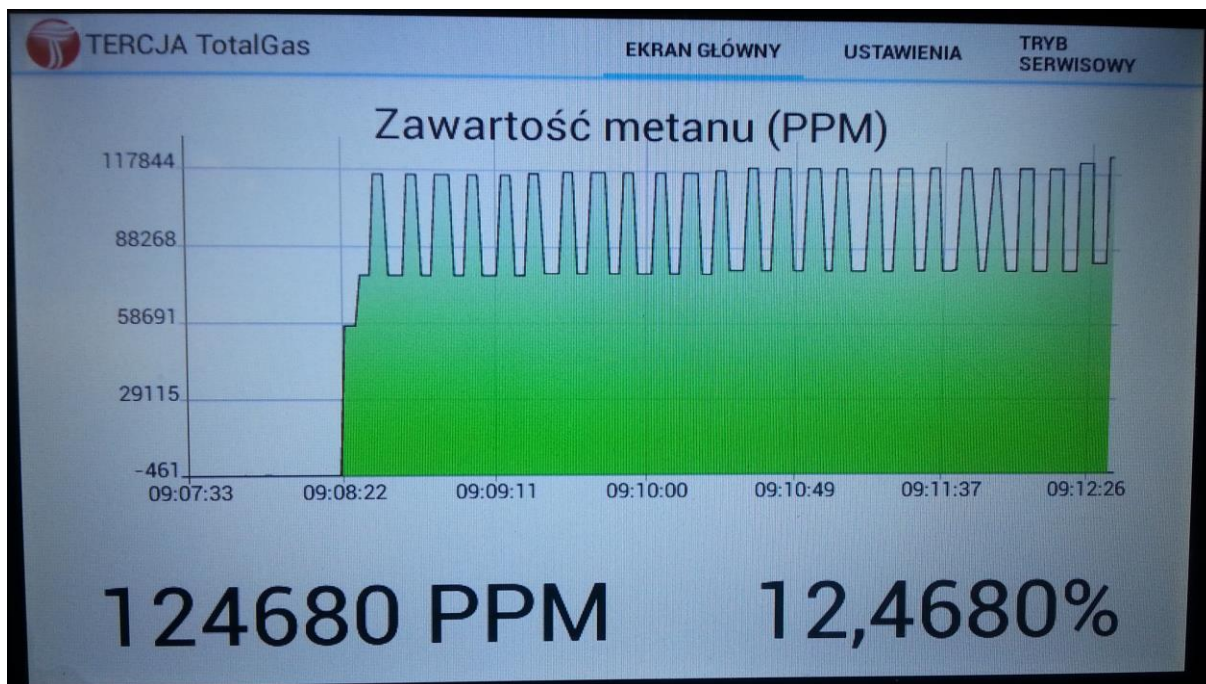 TERCJA TotalGas
EKRAN GŁÓWNY
USTAWIENIA
TRYB
SERWISOWY
Zawartość metanu (PPM)
117844
88268
58691
29115
-461
09:07:33 09:08:22 09:09:11 09:10:00 09:10:49 09:11:37 09:12:26
124680 PPM 12,4680%